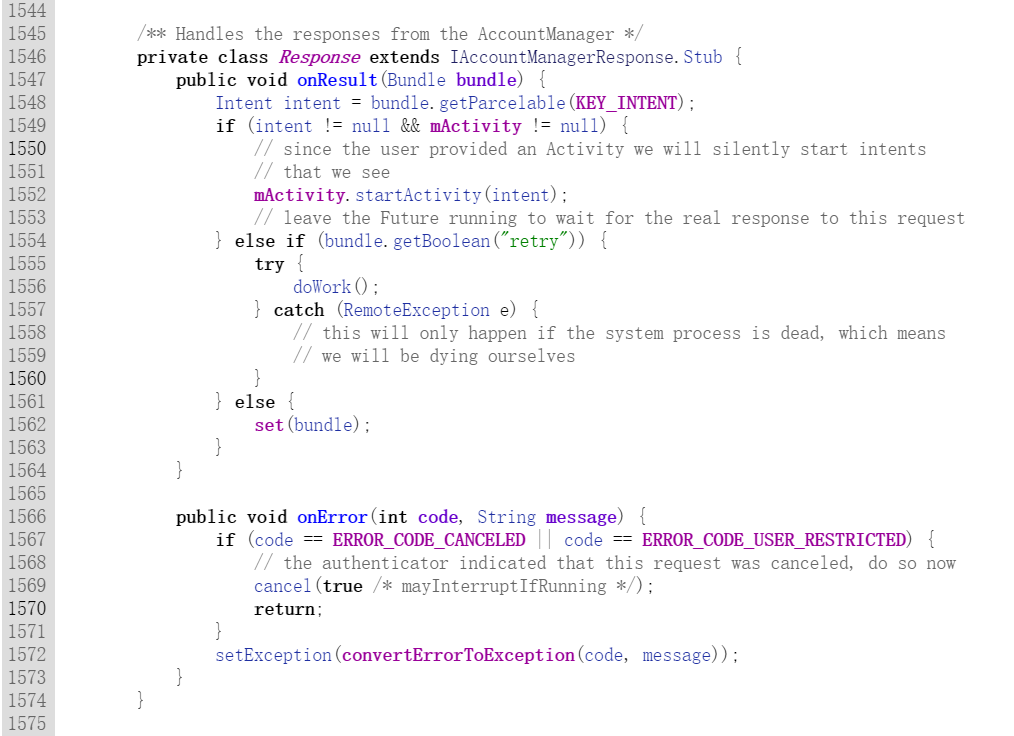 1544
1545 /** Handles the responses from the AccountManager */
1546 private class Response extends IAccountManagerResponse.Stub {
1547 public void onResult(Bundle bundle) {
1548 Intent intent = bundle.getParcelable(KEY_INTENT);
1549 if (intent != null && mActivity != null) {
1550 // since the user provided an Activity we will silently start intents
1551 // that we see
1552 mActivity.startActivity(intent);
1553 // leave the Future running to wait for the real response to this request
1554 } else if (bundle.getBoolean("retry")) {
1555 try {
1556 doWork();
1557 } catch (RemoteException e) {
1558 // this will only happen if the system process is dead, which means
1559 // we will be dying ourselves
1560 }
1561 } else {
1562 set(bundle);
1563 }
1564 }
1565
1566 public void onError(int code, String message) {
1567 if (code == ERROR_CODE_CANCELED || code == ERROR_CODE_USER_RESTRICTED) {
1568 // the authenticator indicated that this request was canceled, do so now
1569 cancel(true /* mayInterruptIfRunning */);
1570 return;
1571 }
1572 setException(convertErrorToException(code, message));
1573 }
1574 }
1575